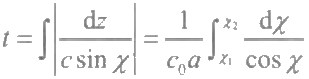 t = ∫ | dz / (c sin χ) | = 1 / (c₀a) ∫_{χ₁}^{χ₂} dχ / cos χ